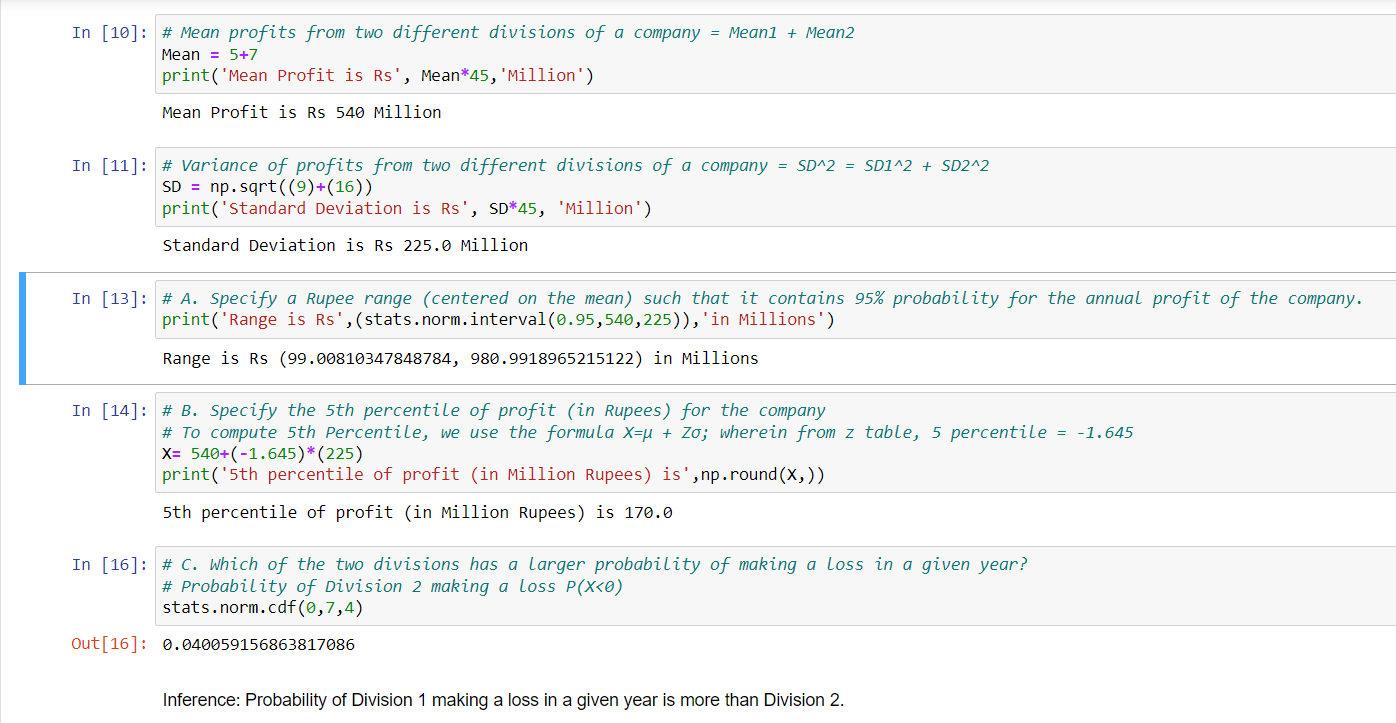 In [10]: # Mean profits from two different divisions of a company = Mean1 + Mean2
Mean = 5+7
print('Mean Profit is Rs', Mean*45,'Million')
Mean Profit is Rs 540 Million
In [11]: # Variance of profits from two different divisions of a company = SD^2 = SD1^2 + SD2^2
SD = np.sqrt((9)+(16))
print('Standard Deviation is Rs', SD*45, 'Million')
Standard Deviation is Rs 225.0 Million
In [13]: # A. Specify a Rupee range (centered on the mean) such that it contains 95% probability for the annual profit of the company.
print('Range is Rs',(stats.norm.interval(0.95,540,225)),'in Millions')
Range is Rs (99.00810347848784, 980.9918965215122) in Millions
In [14]: # B. Specify the 5th percentile of profit (in Rupees) for the company
# To compute 5th Percentile, we use the formula X=μ + Zσ; wherein from z table, 5 percentile = -1.645
X= 540+(-1.645)*(225)
print('5th percentile of profit (in Million Rupees) is',np.round(X,))
5th percentile of profit (in Million Rupees) is 170.0
In [16]: # C. Which of the two divisions has a larger probability of making a loss in a given year?
# Probability of Division 2 making a loss P(X<0)
stats.norm.cdf(0,7,4)
Out[16]: 0.040059156863817086
Inference: Probability of Division 1 making a loss in a given year is more than Division 2.